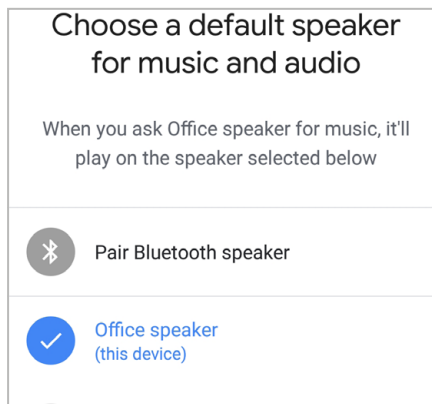 Choose a default speaker
for music and audio
When you ask Office speaker for music, it'll
play on the speaker selected below
Pair Bluetooth speaker
Office speaker
(this device)